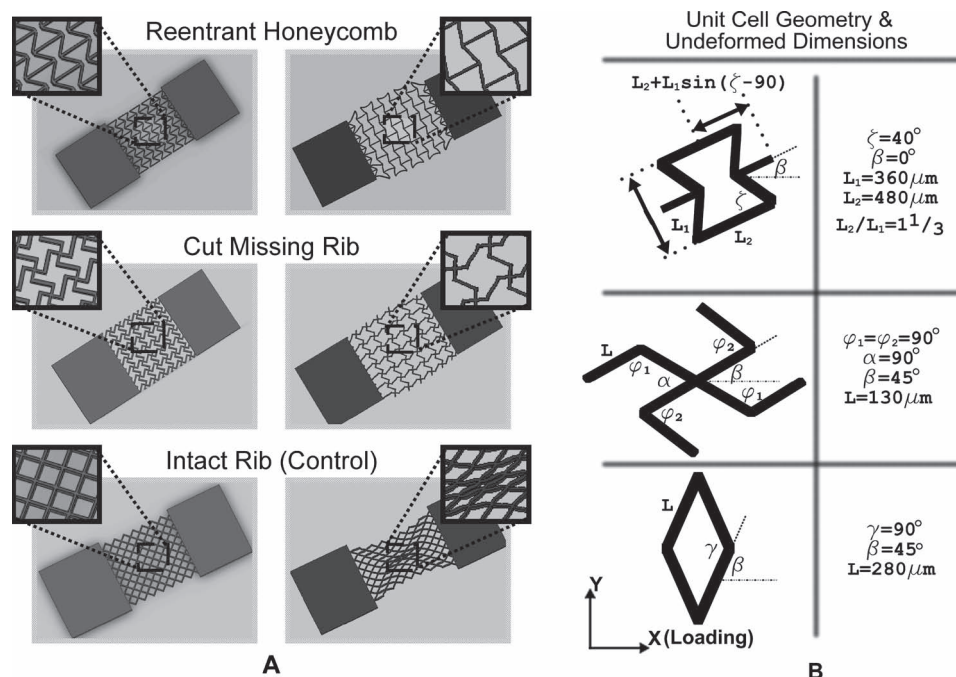 Reentrant Honeycomb
Cut Missing Rib
Intact Rib (Control)
A
Unit Cell Geometry &
Undeformed Dimensions
L₂+L₁sin(ζ-90)
β
ζ
L₁
L₂
ζ=40°
β=0°
L₁=360μm
L₂=480μm
L₂/L₁=1¹/₃
L
φ₁
φ₂
α
β
φ₁
φ₂
φ₁=φ₂=90°
α=90°
β=45°
L=130μm
L
γ
β
Y
X(Loading)
γ=90°
β=45°
L=280μm
B